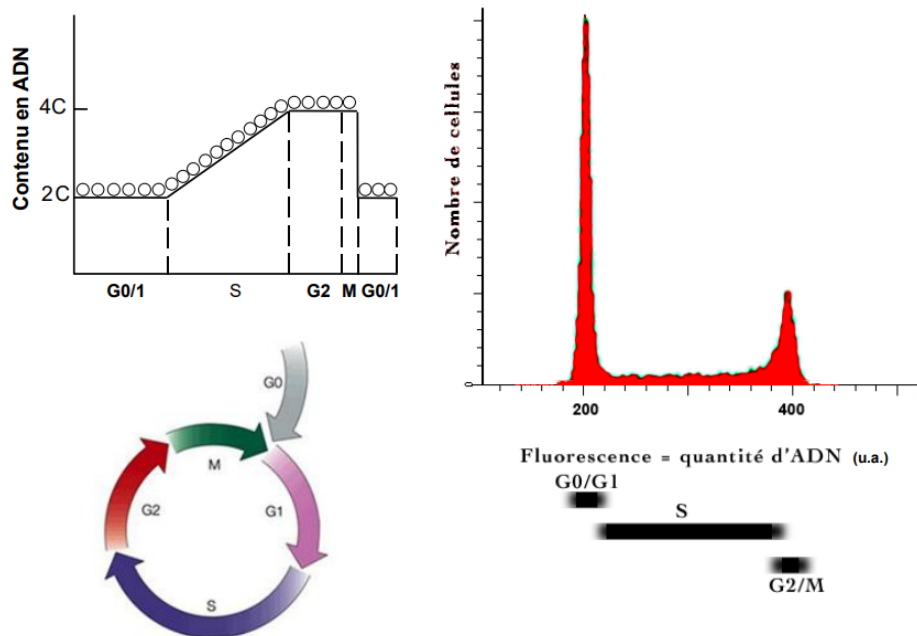 Contenu en ADN
4C
2C
G0/1 S G2 M G0/1
G0
M
G2
G1
S
Nombre de cellules
0
200 400
Fluorescence = quantité d'ADN (u.a.)
G0/G1
S
G2/M